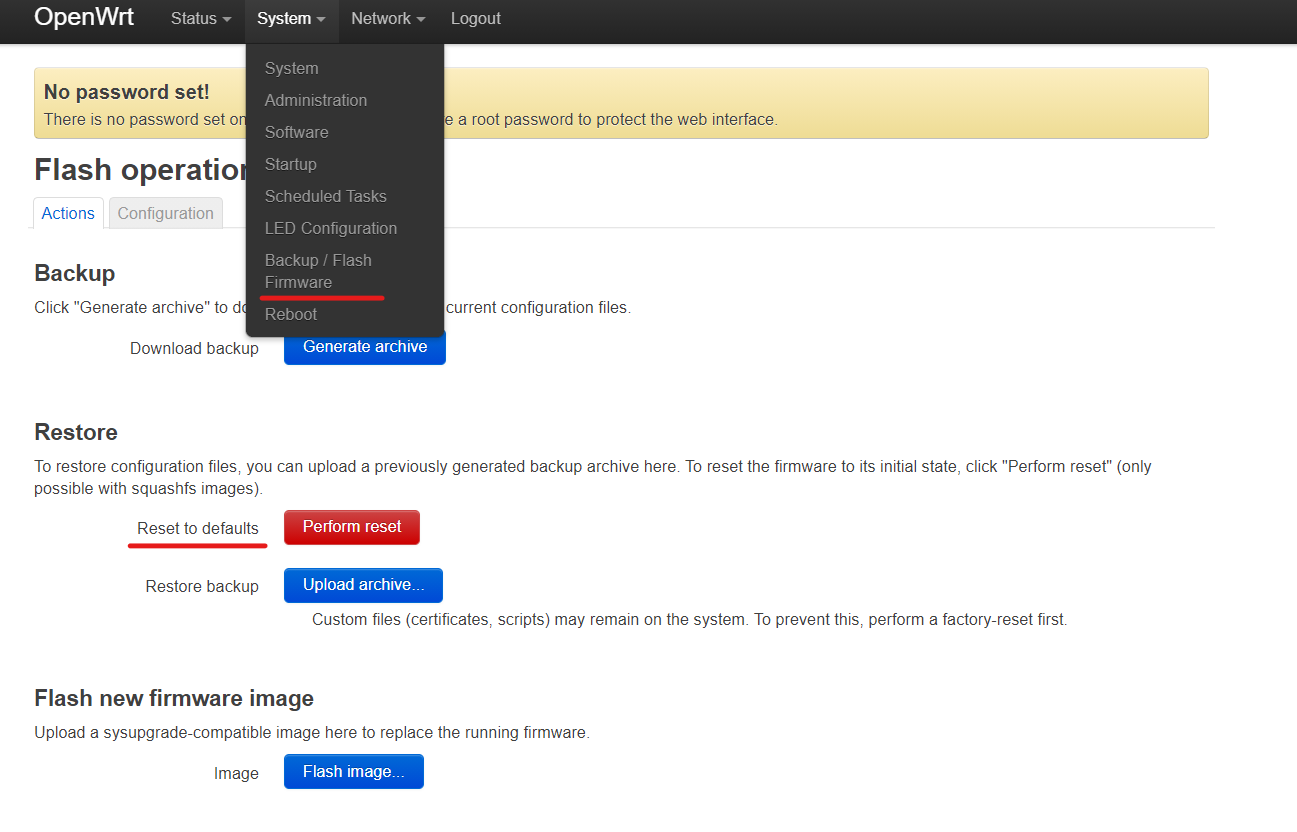 OpenWrt Status System Network Logout
System
Administration
Software
Startup
Scheduled Tasks
LED Configuration
Backup / Flash
Firmware
Reboot
No password set!
There is no password set on e a root password to protect the web interface.
Flash operation
Actions Configuration
Backup
Click "Generate archive" to do current configuration files.
Download backup Generate archive
Restore
To restore configuration files, you can upload a previously generated backup archive here. To reset the firmware to its initial state, click "Perform reset" (only
possible with squashfs images).
Reset to defaults Perform reset
Restore backup Upload archive...
Custom files (certificates, scripts) may remain on the system. To prevent this, perform a factory-reset first.
Flash new firmware image
Upload a sysupgrade-compatible image here to replace the running firmware.
Image Flash image...